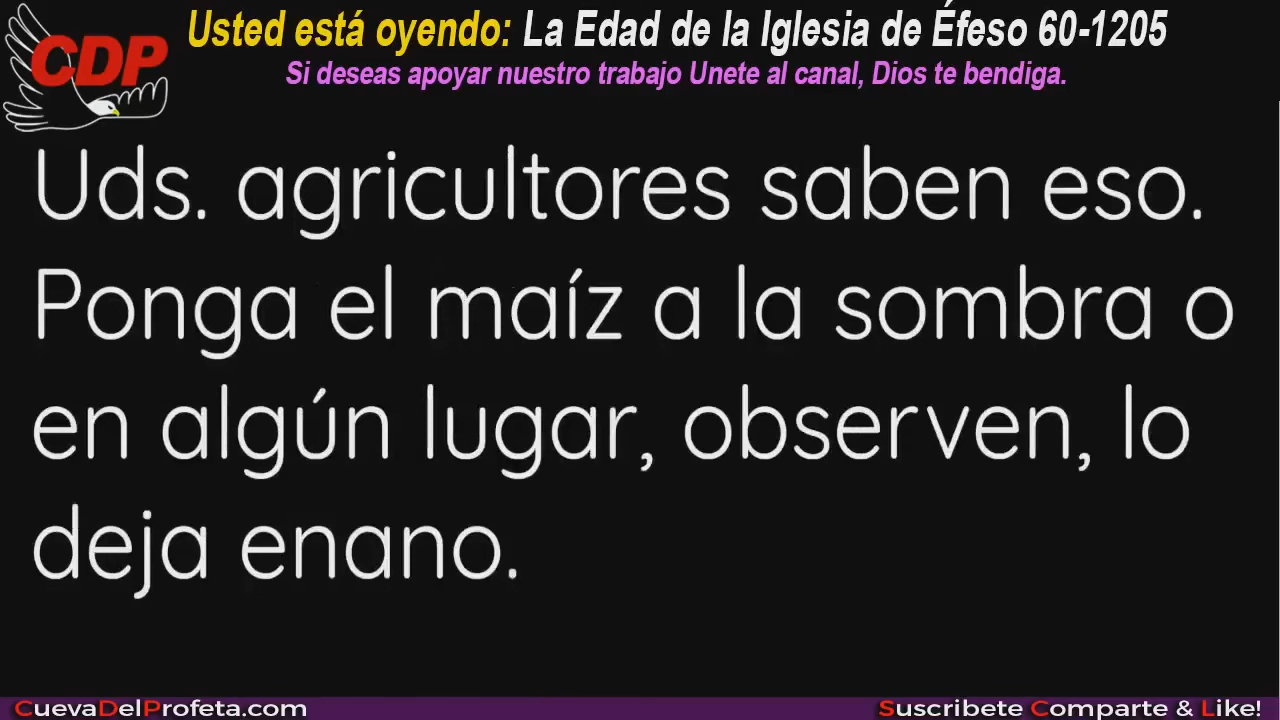 CDP
Usted está oyendo: La Edad de la Iglesia de Éfeso 60-1205
Si deseas apoyar nuestro trabajo Unete al canal, Dios te bendiga.
Uds. agricultores saben eso.
Ponga el maíz a la sombra o
en algún lugar, observen, lo
deja enano.
CuevaDelProfeta.com
Suscribete Comparte & Like!